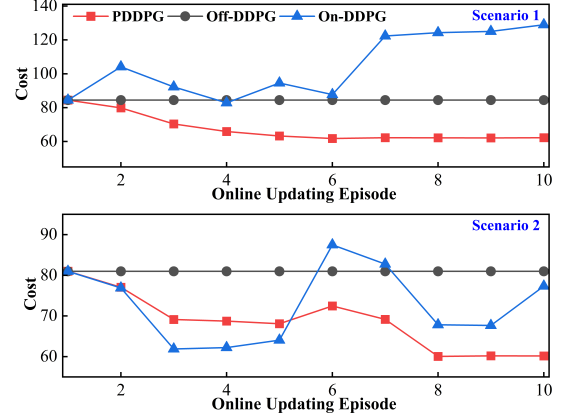 140
PDDPG Off-DDPG On-DDPG Scenario 1
120
100
80
60
Cost
2 4 6 8 10
Online Updating Episode
Scenario 2
90
80
70
60
Cost
2 4 6 8 10
Online Updating Episode